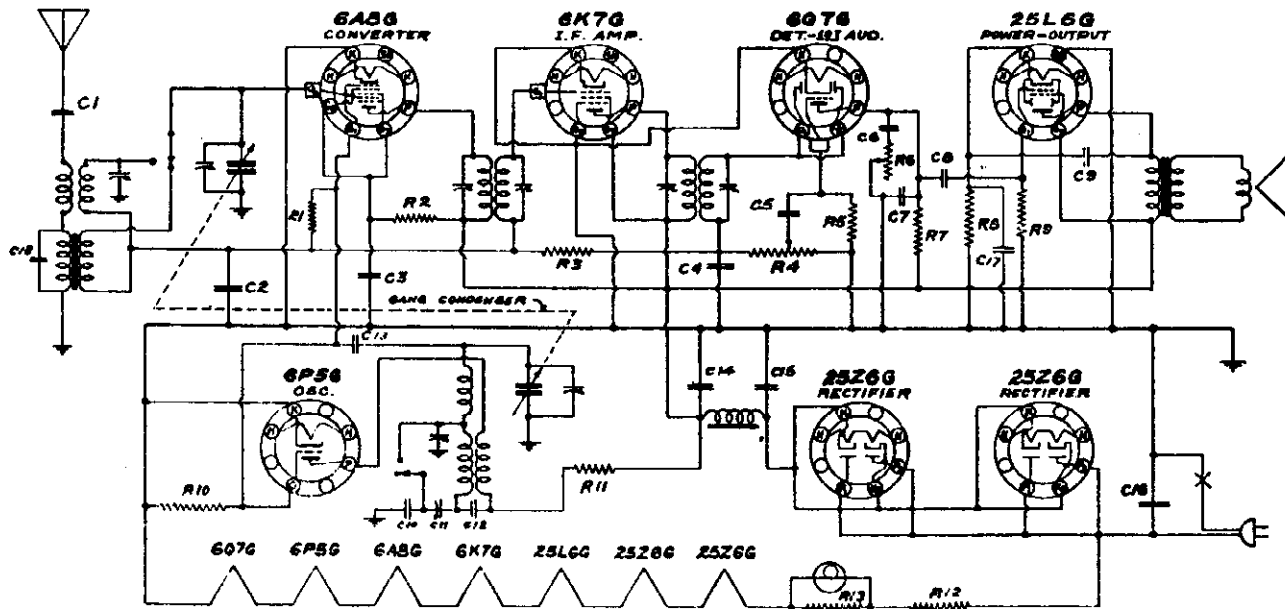 6A8G
CONVERTER
6K7G
I.F. AMP.
6Q7G
DET.-1ST AUD.
25L6G
POWER-OUTPUT
C1
C6
R6
C8
C9
R1
R2
C5
R5
C7
R7
R8
R9
C17
C18
C2
C3
R3
C4
R4
GANG CONDENSER
C13
6P5G
OSC.
C14
C15
25Z6G
RECTIFIER
25Z6G
RECTIFIER
R10
R11
C16
C10
C11
C12
6Q7G
6P5G
6A8G
6K7G
25L6G
25Z6G
25Z6G
R13
R12